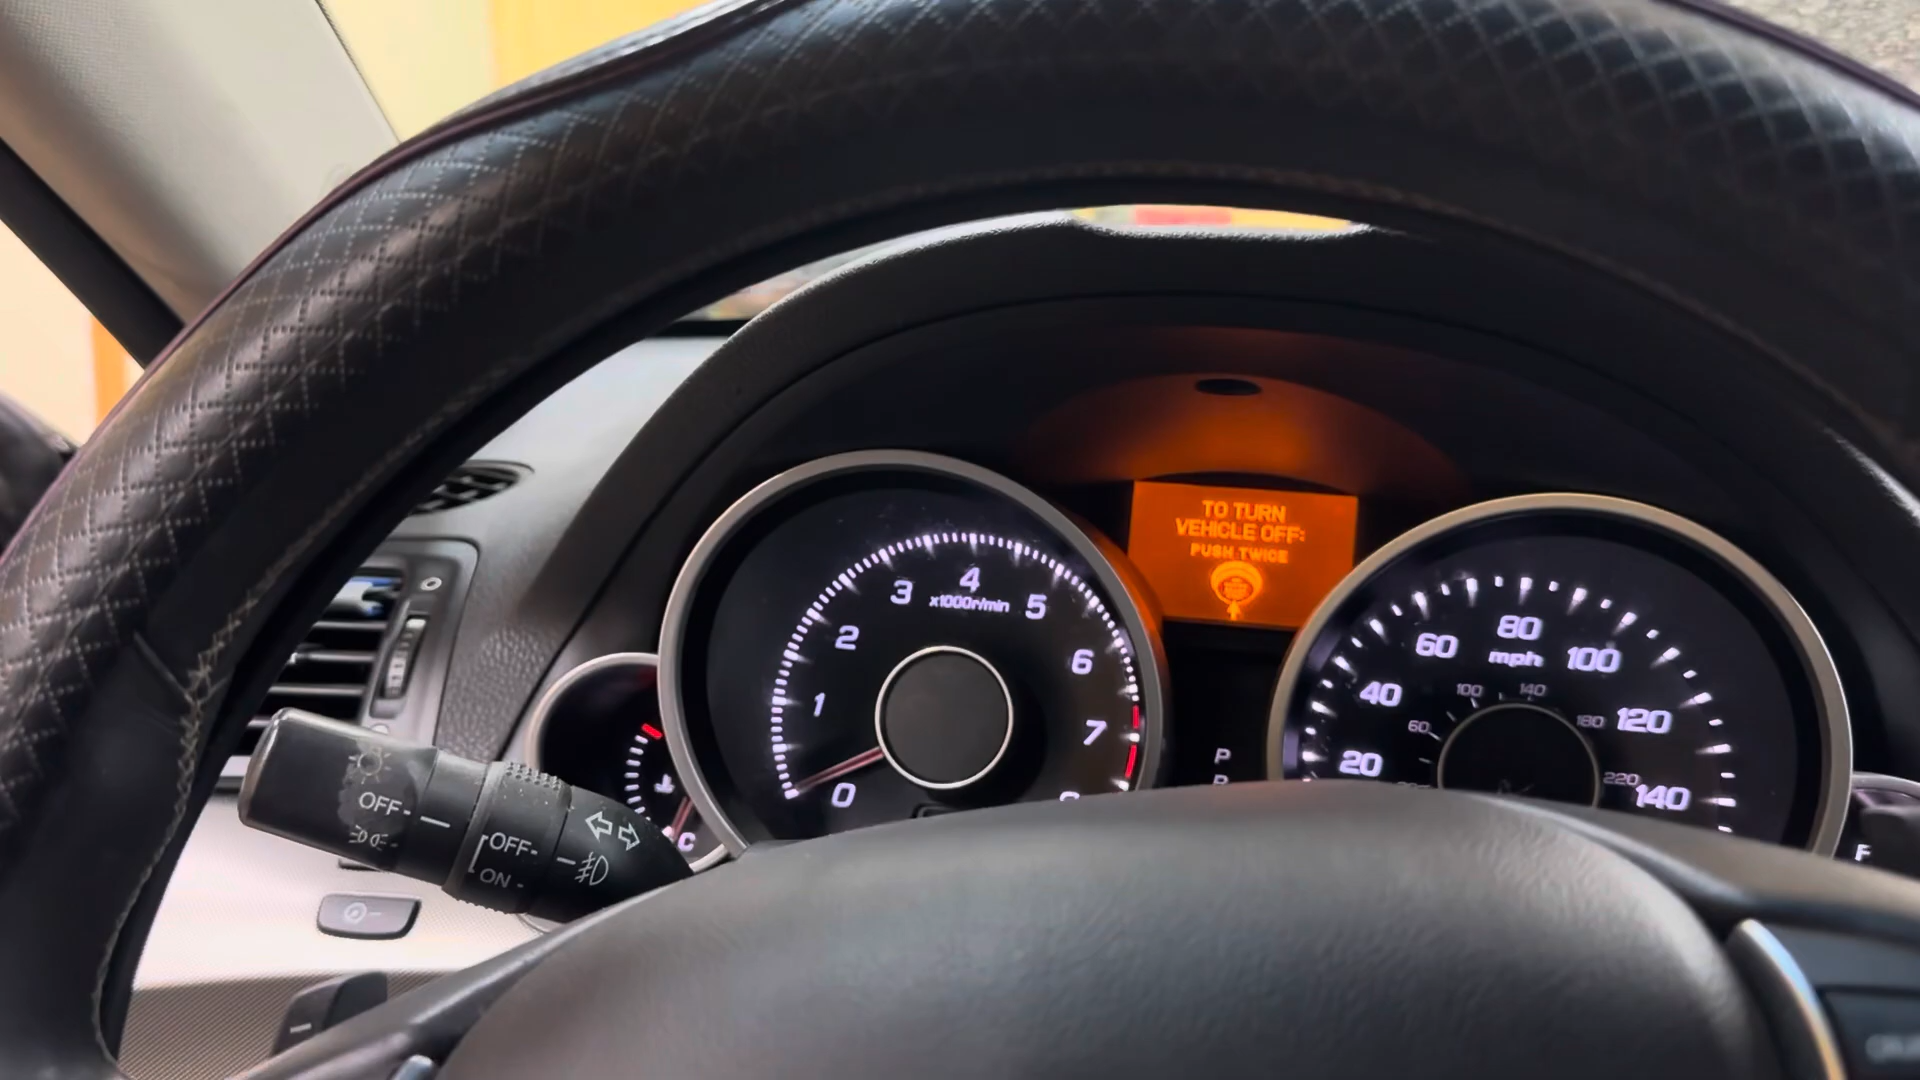 TO TURN
VEHICLE OFF:
PUSH TWICE
0
1
2
3
4
5
6
7
x1000r/min
20
40
60
80
100
120
140
mph
60
100
140
180
220
P
C
F
OFF-
OFF-
ON -